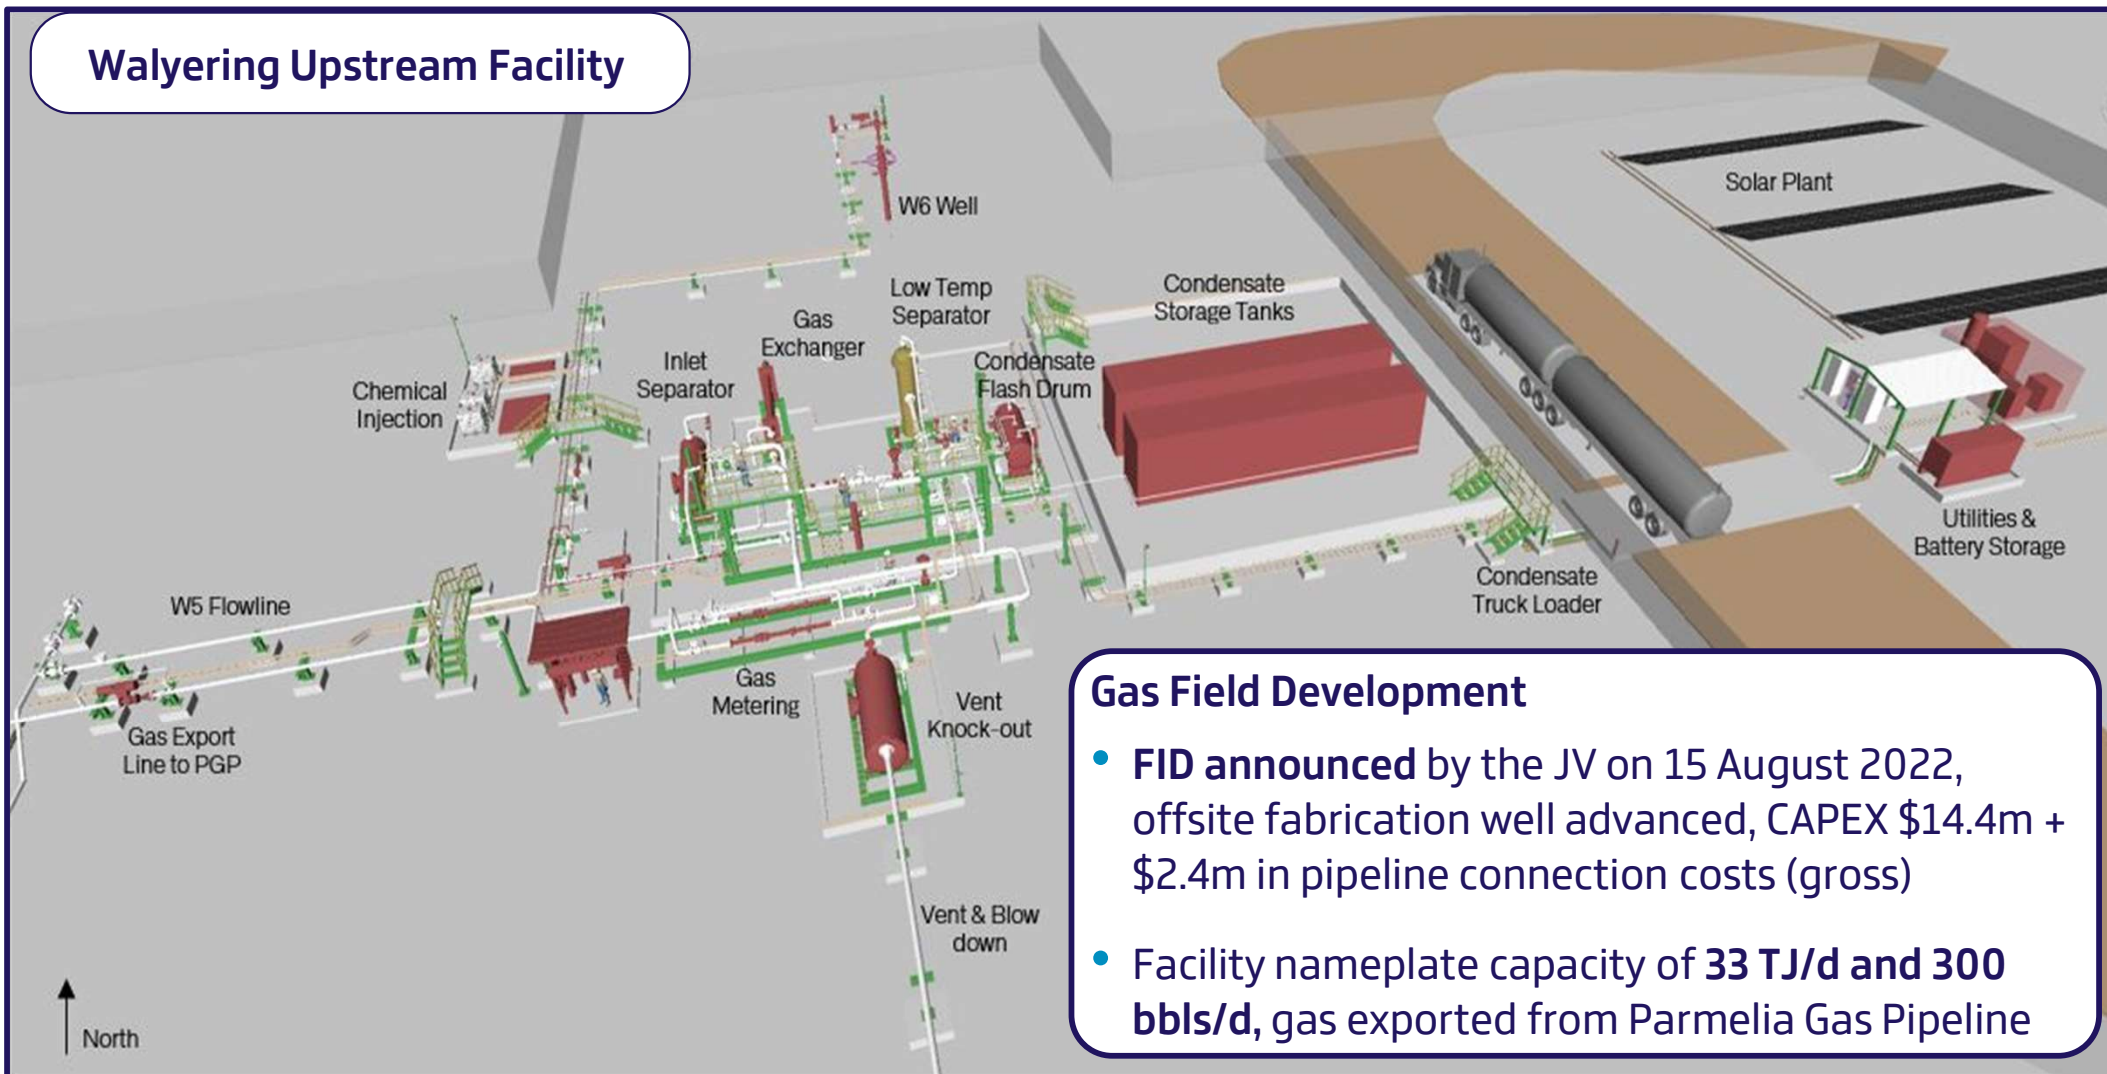 Walyering Upstream Facility
W6 Well
Solar Plant
Low Temp
Separator
Condensate
Storage Tanks
Gas
Exchanger
Inlet
Separator
Condensate
Flash Drum
Chemical
Injection
Utilities &
Battery Storage
Condensate
Truck Loader
W5 Flowline
Gas
Metering
Vent
Knock-out
Gas Export
Line to PGP
Vent & Blow
down
North
Gas Field Development
• FID announced by the JV on 15 August 2022,
offsite fabrication well advanced, CAPEX $14.4m +
$2.4m in pipeline connection costs (gross)
• Facility nameplate capacity of 33 TJ/d and 300
bbls/d, gas exported from Parmelia Gas Pipeline